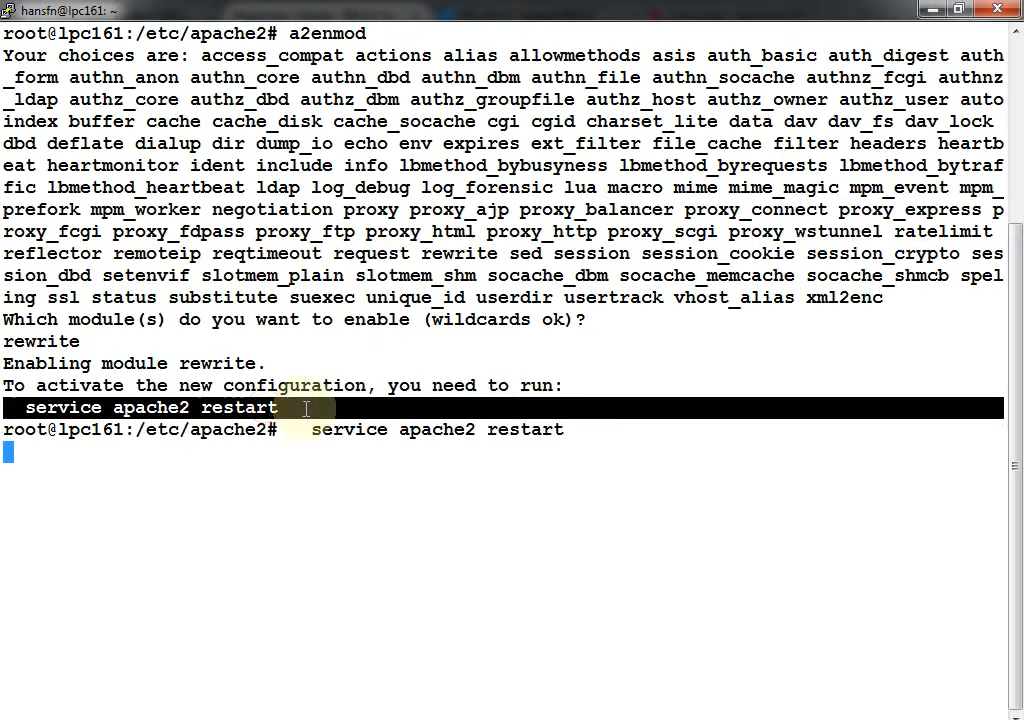 hansfn@lpc161: ~
root@lpc161:/etc/apache2# a2enmod
Your choices are: access_compat actions alias allowmethods asis auth_basic auth_digest auth
_form authn_anon authn_core authn_dbd authn_dbm authn_file authn_socache authnz_fcgi authnz
_ldap authz_core authz_dbd authz_dbm authz_groupfile authz_host authz_owner authz_user auto
index buffer cache cache_disk cache_socache cgi cgid charset_lite data dav dav_fs dav_lock
dbd deflate dialup dir dump_io echo env expires ext_filter file_cache filter headers heartb
eat heartmonitor ident include info lbmethod_bybusyness lbmethod_byrequests lbmethod_bytraf
fic lbmethod_heartbeat ldap log_debug log_forensic lua macro mime mime_magic mpm_event mpm_
prefork mpm_worker negotiation proxy proxy_ajp proxy_balancer proxy_connect proxy_express p
roxy_fcgi proxy_fdpass proxy_ftp proxy_html proxy_http proxy_scgi proxy_wstunnel ratelimit
reflector remoteip reqtimeout request rewrite sed session session_cookie session_crypto ses
sion_dbd setenvif slotmem_plain slotmem_shm socache_dbm socache_memcache socache_shmcb spel
ing ssl status substitute suexec unique_id userdir usertrack vhost_alias xml2enc
Which module(s) do you want to enable (wildcards ok)?
rewrite
Enabling module rewrite.
To activate the new configuration, you need to run:
  service apache2 restart
root@lpc161:/etc/apache2#   service apache2 restart